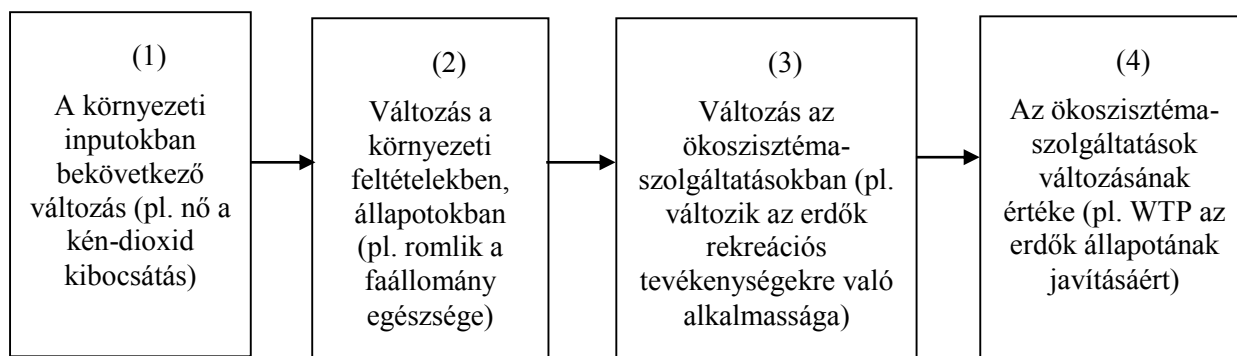 (1)
A környezeti
inputokban
bekövetkező
változás (pl. nő a
kén-dioxid
kibocsátás)
(2)
Változás a
környezeti
feltételekben,
állapotokban
(pl. romlik a
faállomány
egészsége)
(3)
Változás az
ökoszisztéma-
szolgáltatásokban (pl.
változik az erdők
rekreációs
tevékenységekre való
alkalmassága)
(4)
Az ökoszisztéma-
szolgáltatások
változásának
értéke (pl. WTP az
erdők állapotának
javításáért)